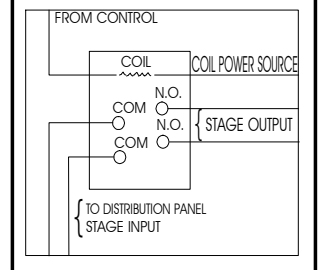 FROM CONTROL
COIL
COIL POWER SOURCE
N.O.
COM
N.O.
STAGE OUTPUT
COM
TO DISTRIBUTION PANEL
STAGE INPUT